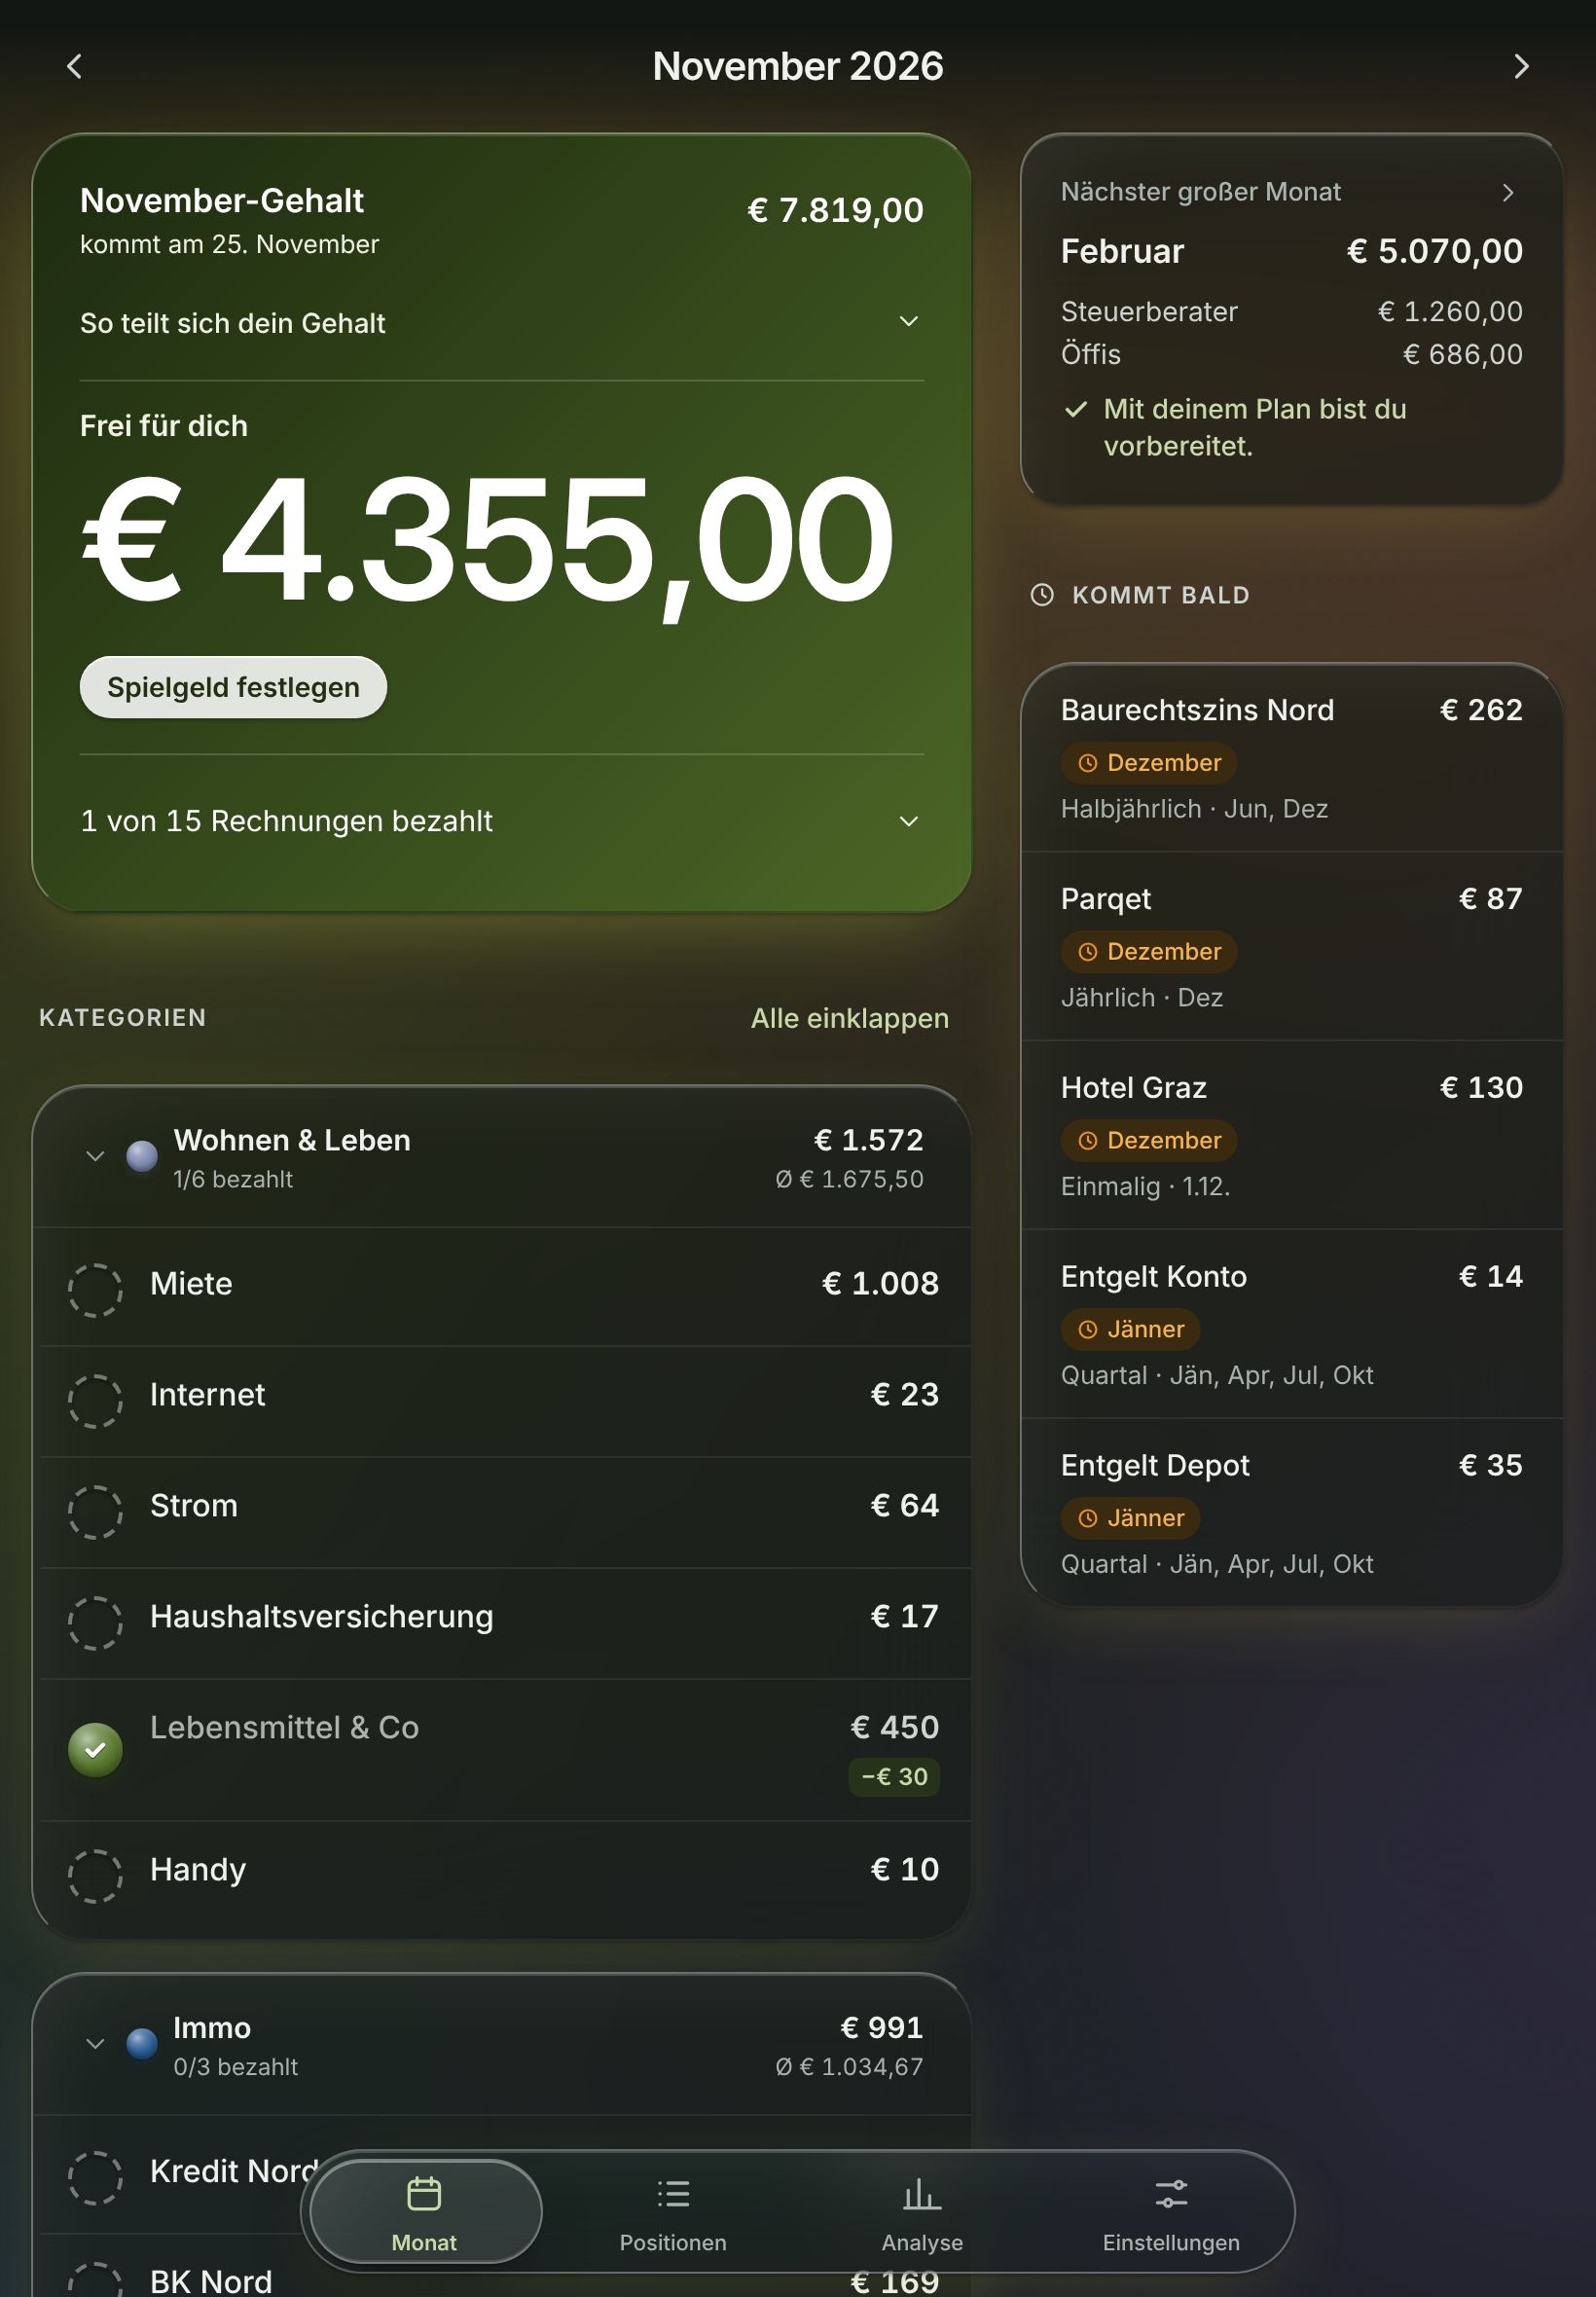 November 2026
November-Gehalt
€ 7.819,00
kommt am 25. November
So teilt sich dein Gehalt
Frei für dich
€ 4.355,00
Spielgeld festlegen
1 von 15 Rechnungen bezahlt
KATEGORIEN
Alle einklappen
Wohnen & Leben
€ 1.572
1/6 bezahlt
Ø € 1.675,50
Miete
€ 1.008
Internet
€ 23
Strom
€ 64
Haushaltsversicherung
€ 17
Lebensmittel & Co
€ 450
−€ 30
Handy
€ 10
Immo
€ 991
0/3 bezahlt
Ø € 1.034,67
Kredit Nord
BK Nord
€ 169
Nächster großer Monat
Februar
€ 5.070,00
Steuerberater
€ 1.260,00
Öffis
€ 686,00
Mit deinem Plan bist du
vorbereitet.
KOMMT BALD
Baurechtszins Nord
€ 262
Dezember
Halbjährlich · Jun, Dez
Parqet
€ 87
Dezember
Jährlich · Dez
Hotel Graz
€ 130
Dezember
Einmalig · 1.12.
Entgelt Konto
€ 14
Jänner
Quartal · Jän, Apr, Jul, Okt
Entgelt Depot
€ 35
Jänner
Quartal · Jän, Apr, Jul, Okt
Monat
Positionen
Analyse
Einstellungen